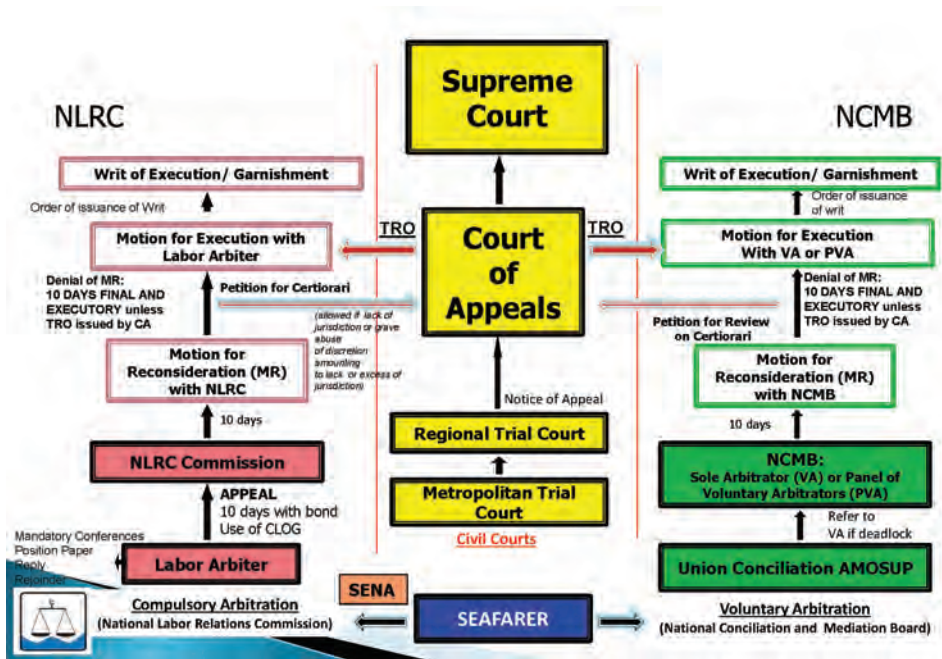 NLRC
Writ of Execution/ Garnishment
Order of issuance of Writ
Motion for Execution with
Labor Arbiter
Denial of MR:
10 DAYS FINAL AND
EXECUTORY unless
TRO issued by CA
Petition for Certiorari
(allowed if lack of
jurisdiction or grave
abuse
of discretion
amounting
to lack or excess of
jurisdiction)
Motion for
Reconsideration (MR)
with NLRC
10 days
NLRC Commission
APPEAL
10 days with bond
Use of CLOG
Mandatory Conferences
Position Paper
Reply
Rejoinder
Labor Arbiter
Compulsory Arbitration
(National Labor Relations Commission)
Supreme
Court
TRO
Court
of
Appeals
TRO
Notice of Appeal
Regional Trial Court
Metropolitan Trial
Court
Civil Courts
SENA
SEAFARER
NCMB
Writ of Execution/ Garnishment
Order of issuance
of writ
Motion for Execution
With VA or PVA
Denial of MR:
10 DAYS FINAL AND
EXECUTORY unless
TRO issued by CA
Petition for Review
on Certiorari
Motion for
Reconsideration (MR)
with NCMB
10 days
NCMB:
Sole Arbitrator (VA) or Panel of
Voluntary Arbitrators (PVA)
Refer to
VA if deadlock
Union Conciliation AMOSUP
Voluntary Arbitration
(National Conciliation and Mediation Board)